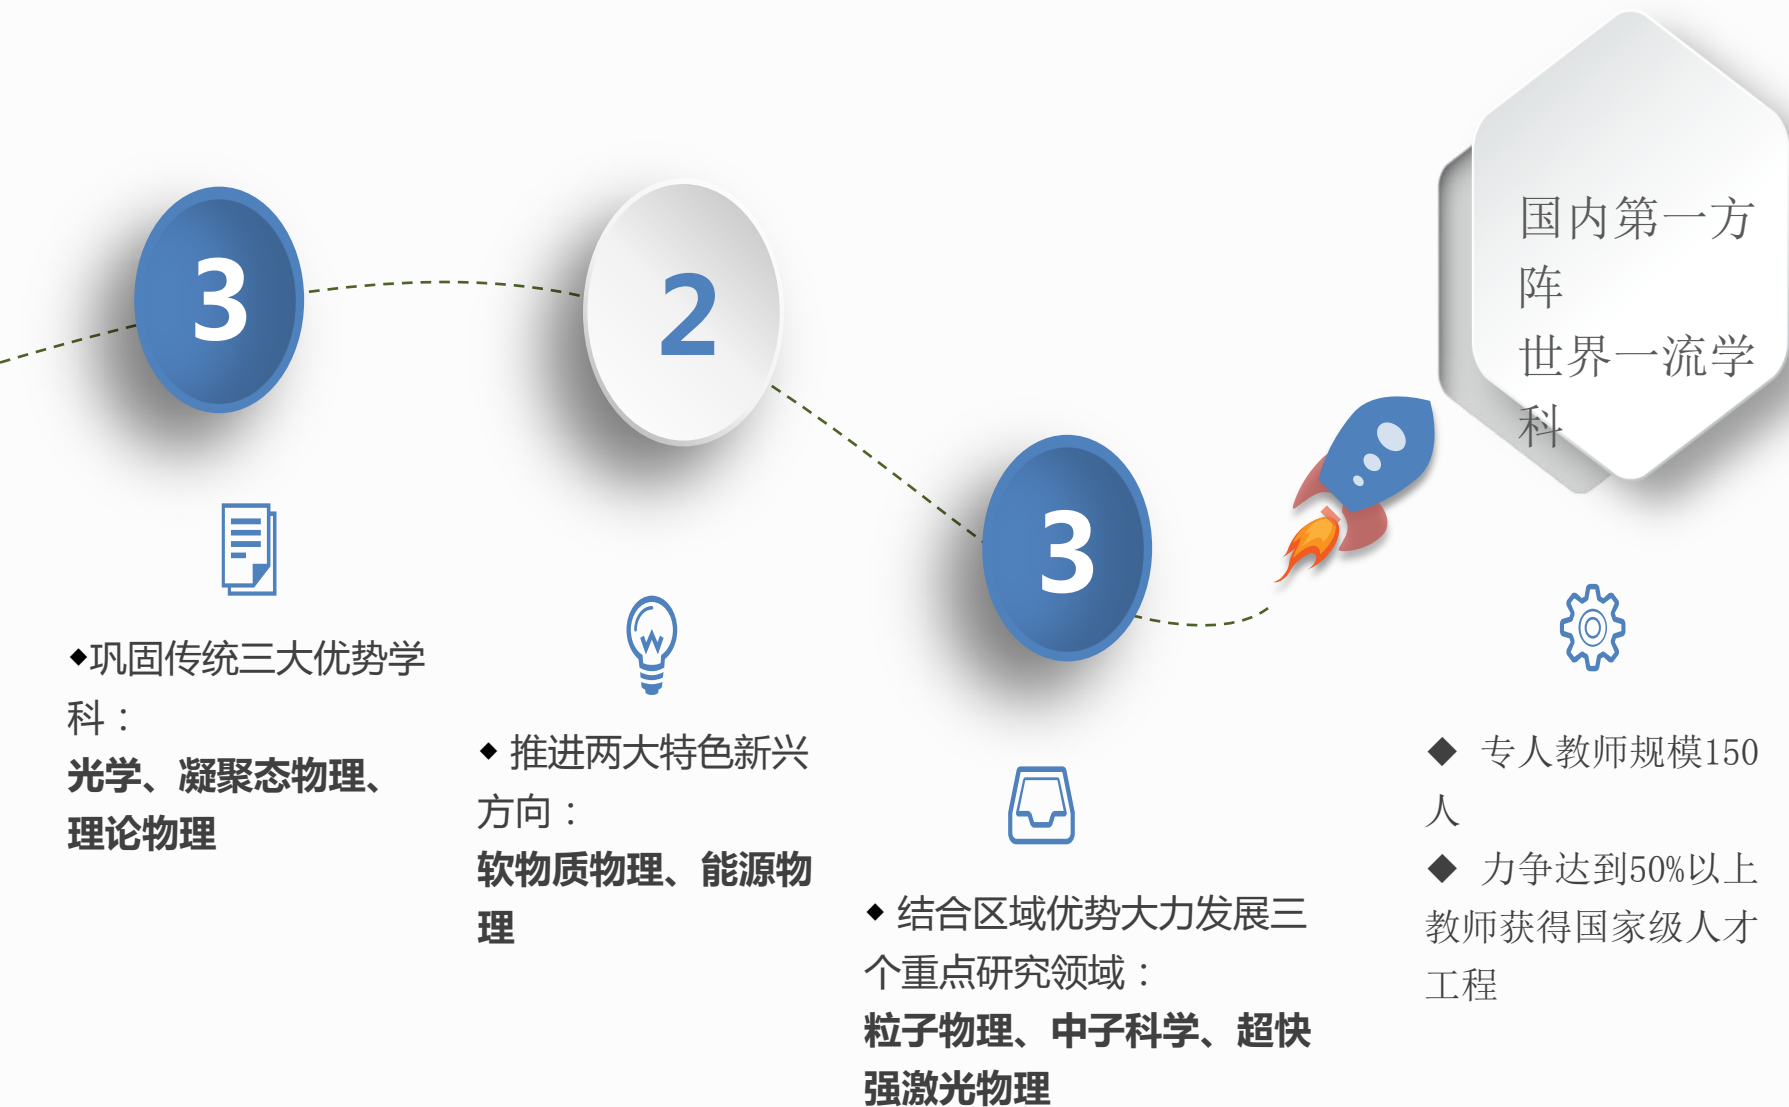 3
◆巩固传统三大优势学
科：
光学、凝聚态物理、
理论物理
2
◆ 推进两大特色新兴
方向：
软物质物理、能源物
理
3
◆ 结合区域优势大力发展三
个重点研究领域：
粒子物理、中子科学、超快
强激光物理
国内第一方
阵
世界一流学
科
◆ 专人教师规模150
人
◆ 力争达到50%以上
教师获得国家级人才
工程